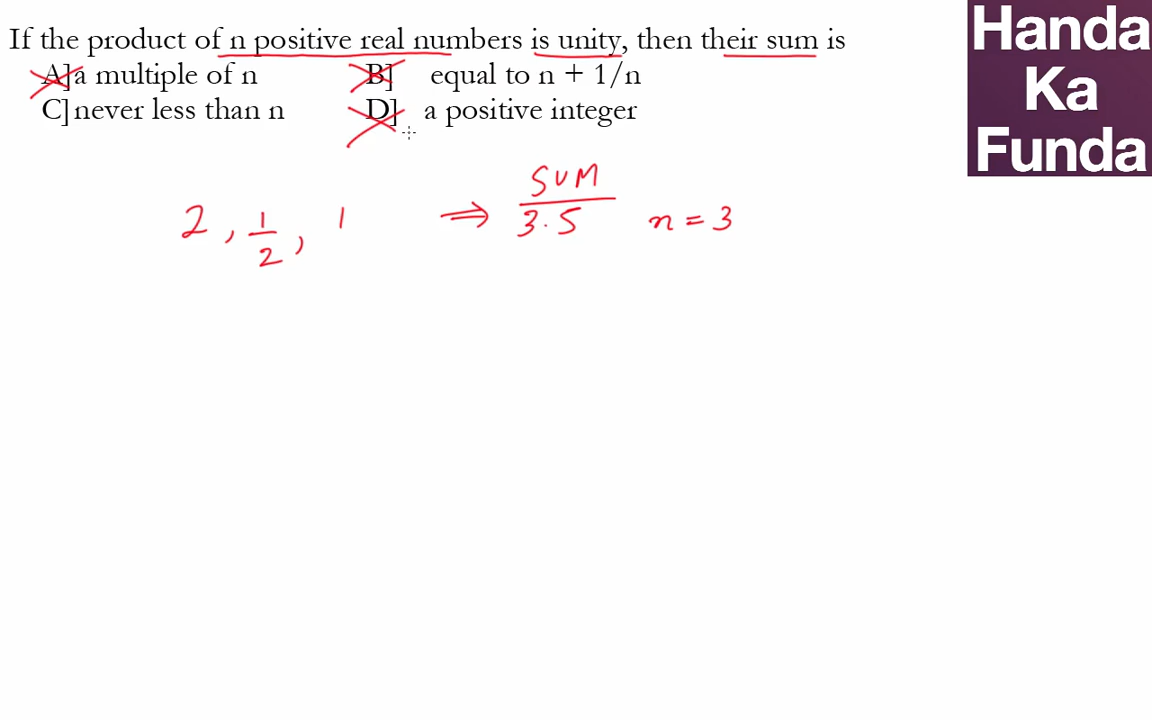 If the product of n positive real numbers is unity, then their sum is
A] a multiple of n B] equal to n + 1/n
C] never less than n D] a positive integer
Handa
Ka
Funda
SUM
2, 1/2, 1 ⇒ 3.5 n = 3